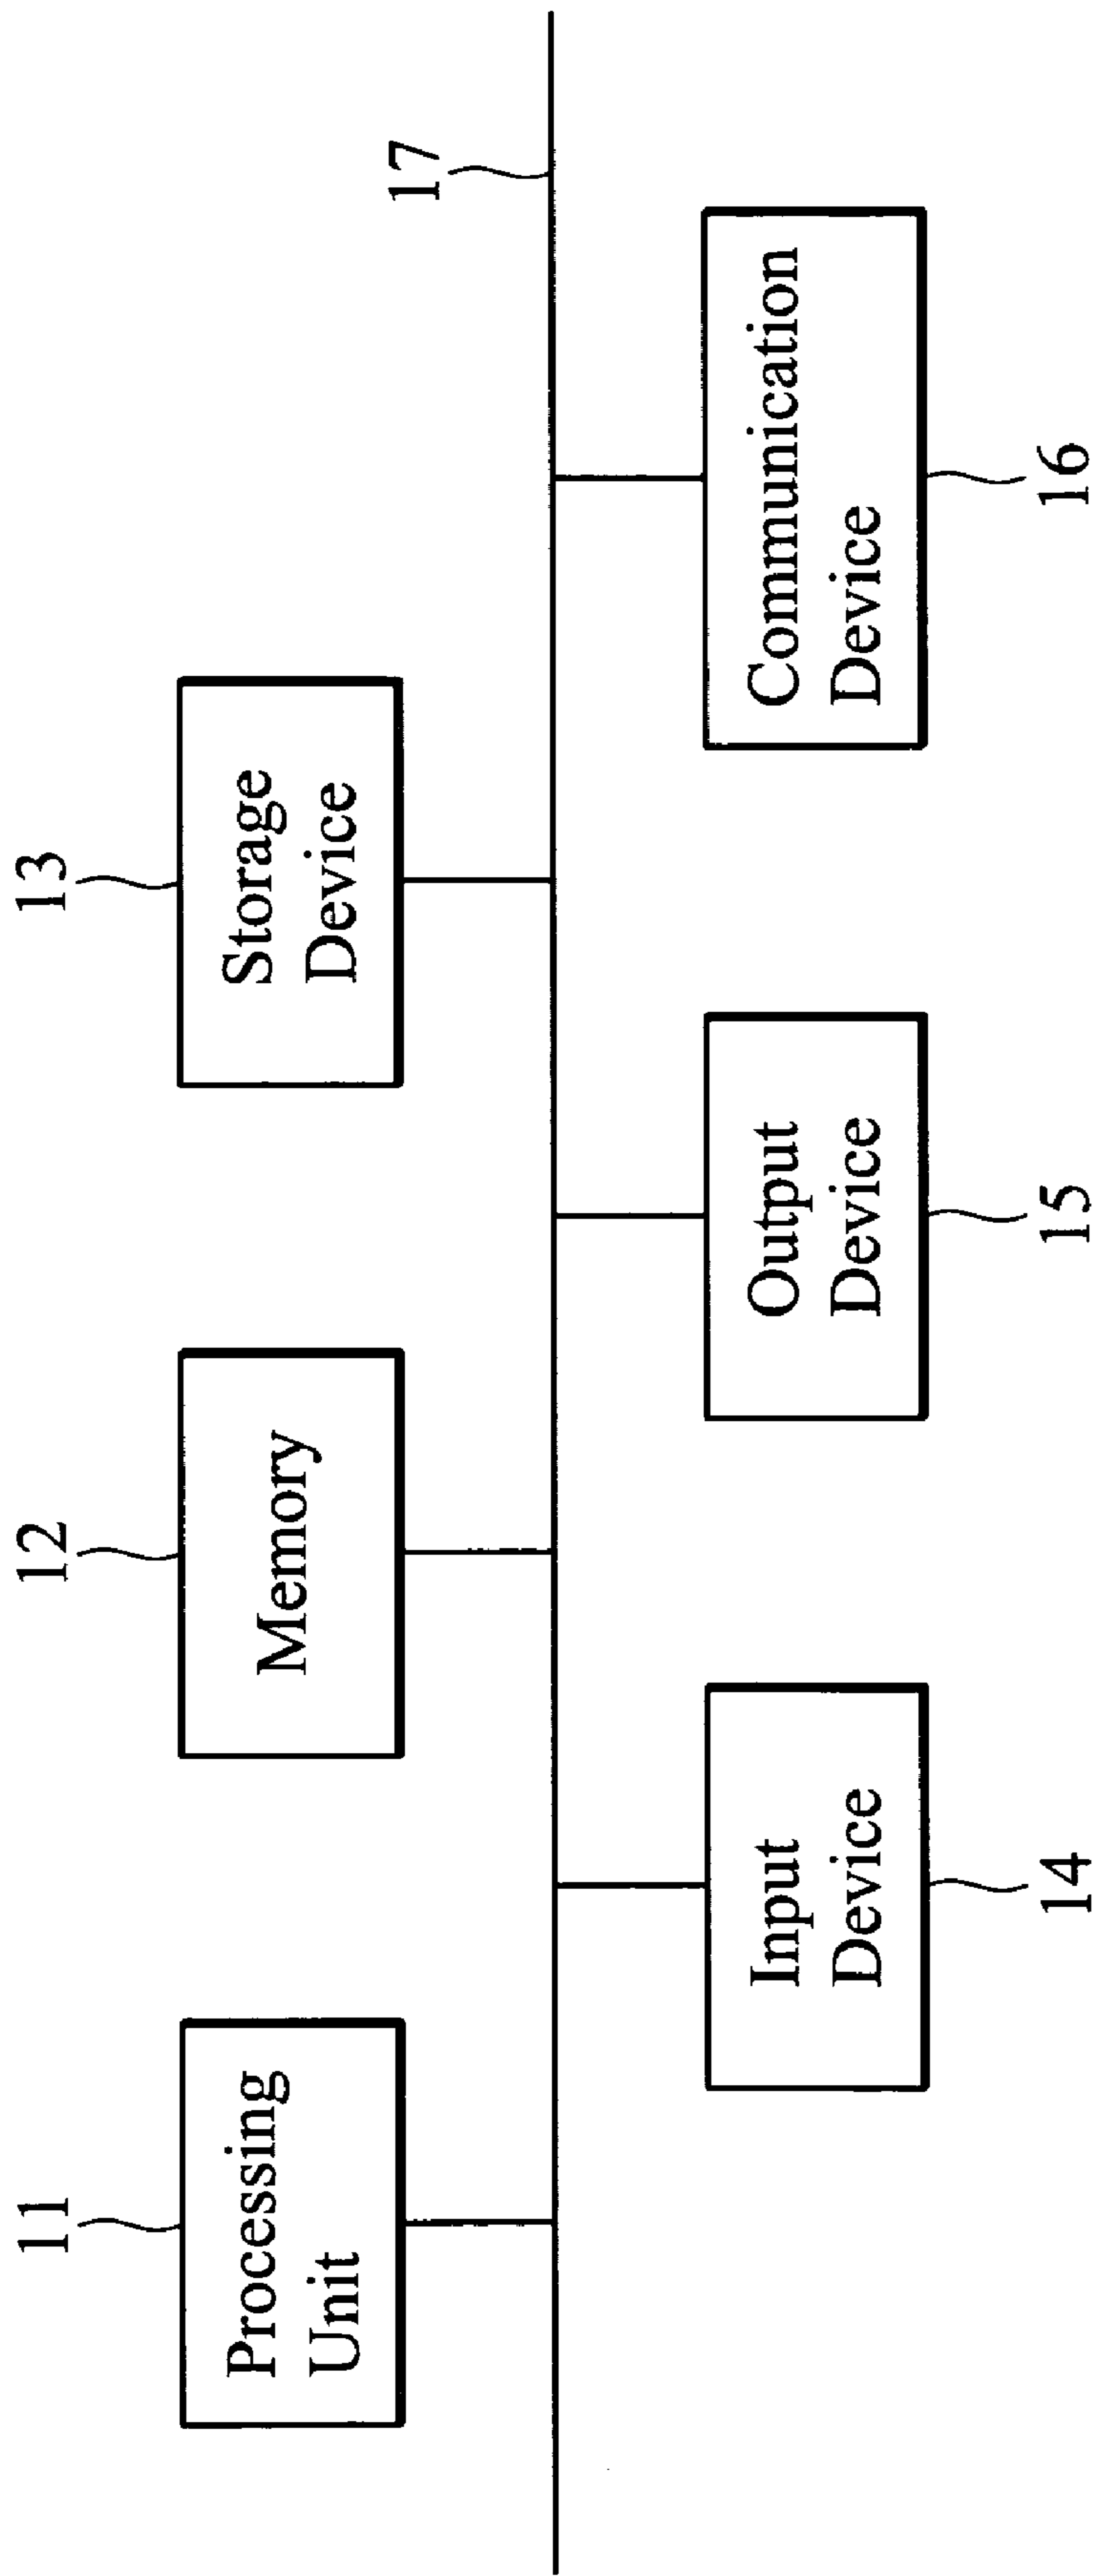 11
Processing
Unit
12
Memory
13
Storage
Device
17
14
Input
Device
15
Output
Device
16
Communication
Device